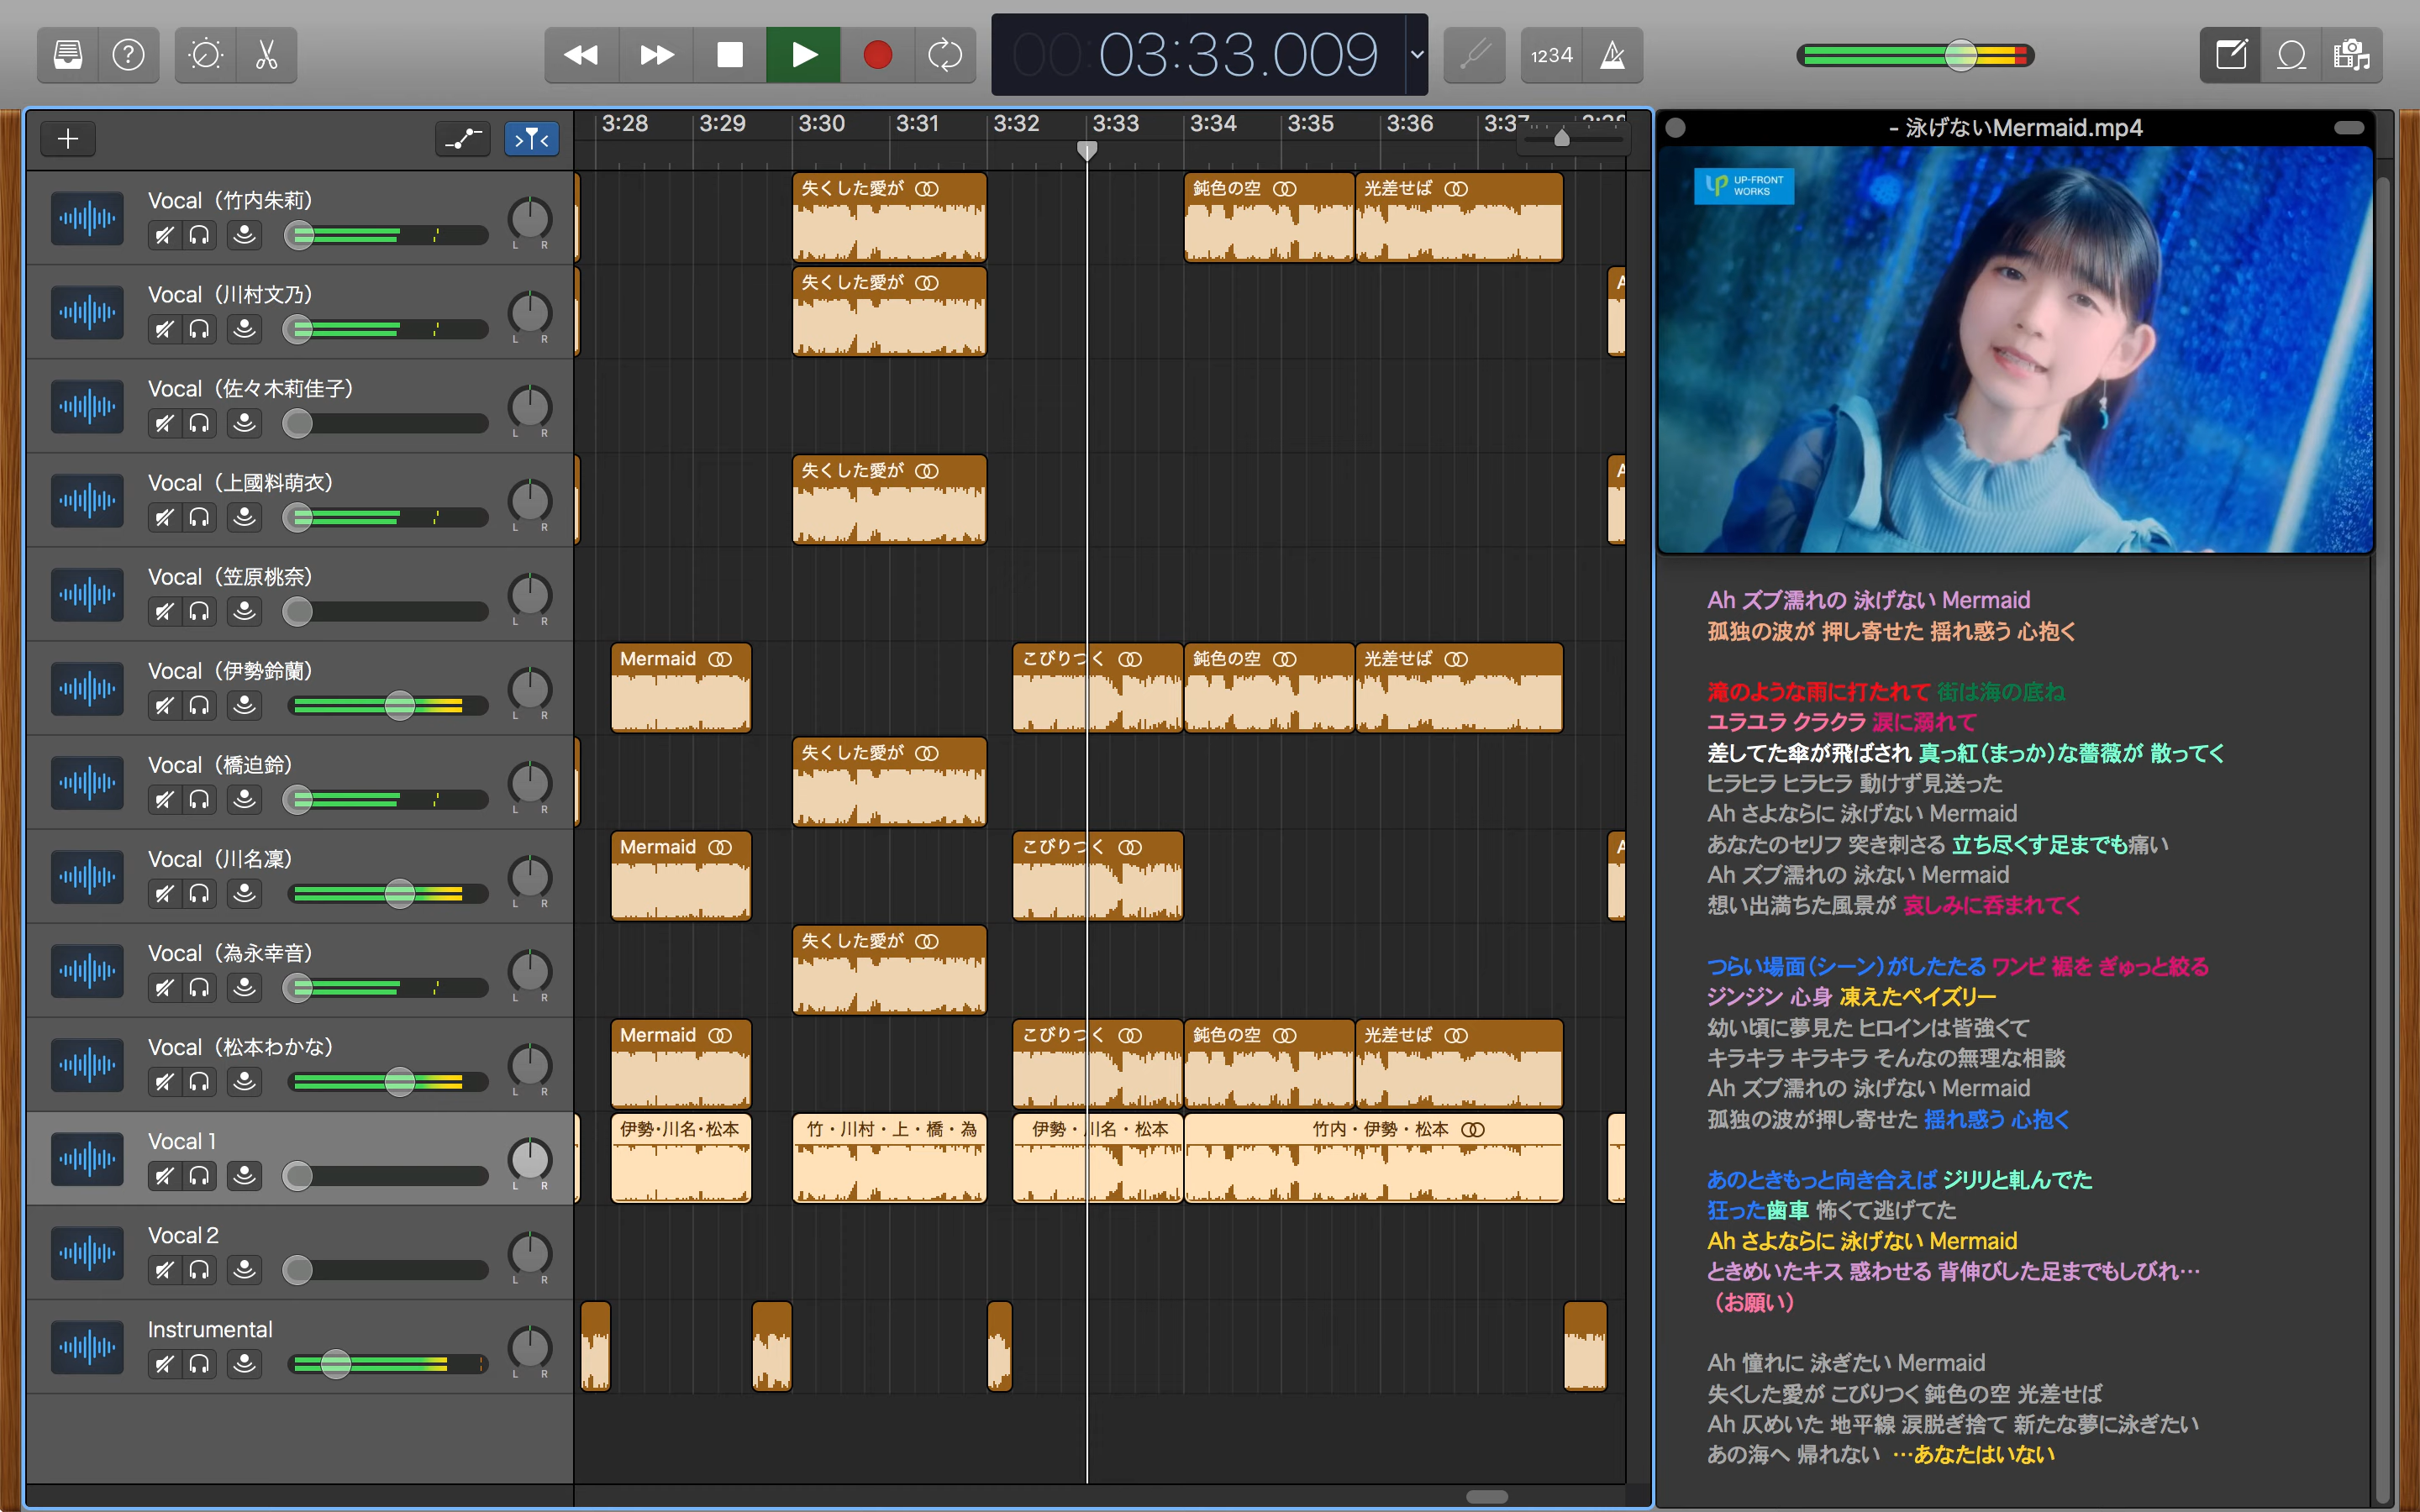 1234
00:03:33.009
3:28 3:29 3:30 3:31 3:32 3:33 3:34 3:35 3:36 3:37
- 泳げないMermaid.mp4
UP-FRONT
WORKS
Vocal（竹内朱莉）
L R
失くした愛が
鈍色の空
光差せば
Vocal（川村文乃）
L R
失くした愛が
A
Vocal（佐々木莉佳子）
L R
Vocal（上國料萌衣）
L R
失くした愛が
A
Vocal（笠原桃奈）
L R
Vocal（伊勢鈴蘭）
L R
Mermaid
こびりつく
鈍色の空
光差せば
Vocal（橋迫鈴）
L R
失くした愛が
Vocal（川名凜）
L R
Mermaid
こびりつく
A
Vocal（為永幸音）
L R
失くした愛が
Vocal（松本わかな）
L R
Mermaid
こびりつく
鈍色の空
光差せば
Vocal 1
L R
伊勢・川名・松本
竹・川村・上・橋・為
伊勢・川名・松本
竹内・伊勢・松本
Vocal 2
L R
Instrumental
L R
Ah ズブ濡れの 泳げない Mermaid
孤独の波が 押し寄せた 揺れ惑う 心抱く
滝のような雨に打たれて 街は海の底ね
ユラユラ クラクラ 涙に溺れて
差してた傘が飛ばされ 真っ紅（まっか）な薔薇が 散ってく
ヒラヒラ ヒラヒラ 動けず見送った
Ah さよならに 泳げない Mermaid
あなたのセリフ 突き刺さる 立ち尽くす足までも痛い
Ah ズブ濡れの 泳ない Mermaid
想い出満ちた風景が 哀しみに呑まれてく
つらい場面（シーン）がしたたる ワンピ 裾を ぎゅっと絞る
ジンジン 心身 凍えたペイズリー
幼い頃に夢見た ヒロインは皆強くて
キラキラ キラキラ そんなの無理な相談
Ah ズブ濡れの 泳げない Mermaid
孤独の波が押し寄せた 揺れ惑う 心抱く
あのときもっと向き合えば ジリリと軋んでた
狂った歯車 怖くて逃げてた
Ah さよならに 泳げない Mermaid
ときめいたキス 惑わせる 背伸びした足までもしびれ…
（お願い）
Ah 憧れに 泳ぎたい Mermaid
失くした愛が こびりつく 鈍色の空 光差せば
Ah 仄めいた 地平線 涙脱ぎ捨て 新たな夢に泳ぎたい
あの海へ 帰れない …あなたはいない